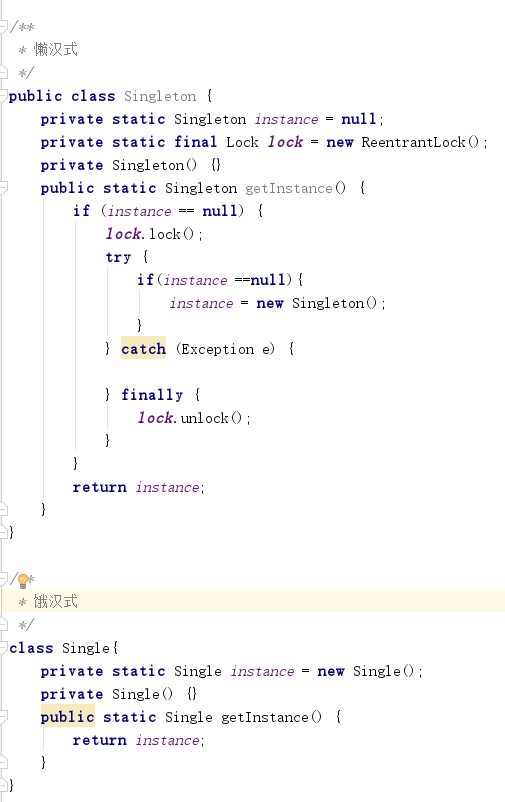 /**
 * 懒汉式
 */
public class Singleton {
    private static Singleton instance = null;
    private static final Lock lock = new ReentrantLock();
    private Singleton() {}
    public static Singleton getInstance() {
        if (instance == null) {
            lock.lock();
            try {
                if(instance ==null){
                    instance = new Singleton();
                }
            } catch (Exception e) {
            } finally {
                lock.unlock();
            }
        }
        return instance;
    }
}
/**
 * 饿汉式
 */
class Single{
    private static Single instance = new Single();
    private Single() {}
    public static Single getInstance() {
        return instance;
    }
}